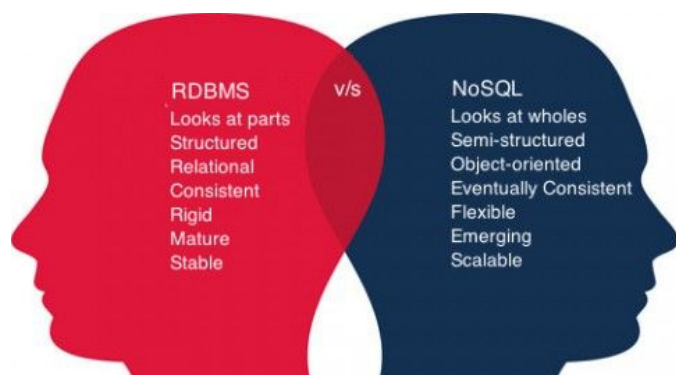 RDBMS
Looks at parts
Structured
Relational
Consistent
Rigid
Mature
Stable
v/s
NoSQL
Looks at wholes
Semi-structured
Object-oriented
Eventually Consistent
Flexible
Emerging
Scalable